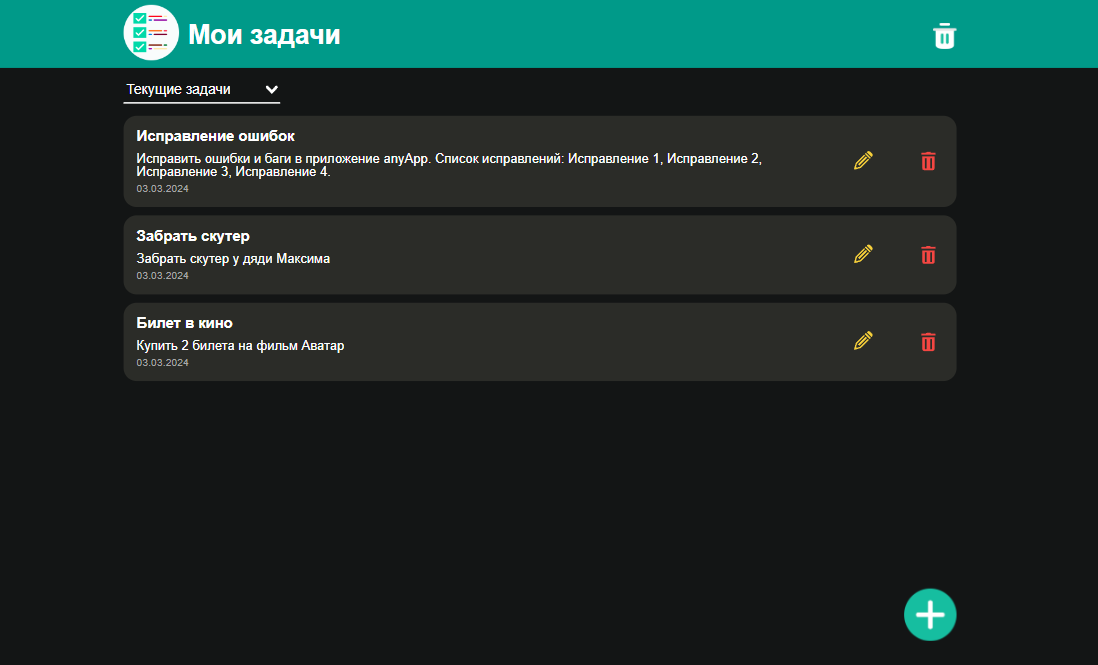 Мои задачи
Текущие задачи
Исправление ошибок
Исправить ошибки и баги в приложение anyApp. Список исправлений: Исправление 1, Исправление 2,
Исправление 3, Исправление 4.
03.03.2024
Забрать скутер
Забрать скутер у дяди Максима
03.03.2024
Билет в кино
Купить 2 билета на фильм Аватар
03.03.2024